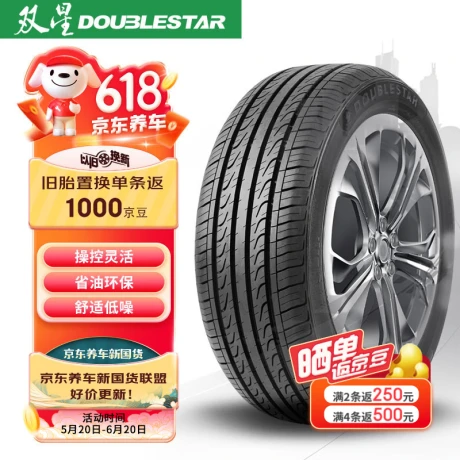 双星 DOUBLESTAR
618
京东养车
以旧换新
旧胎置换单条返
1000京豆
操控灵活
省油环保
舒适低噪
京东养车新国货
京东养车新国货联盟
好价更新!
活动时间
5月20日-6月20日
DOUBLESTAR
晒单
返京豆
满2条返250元
满4条返500元